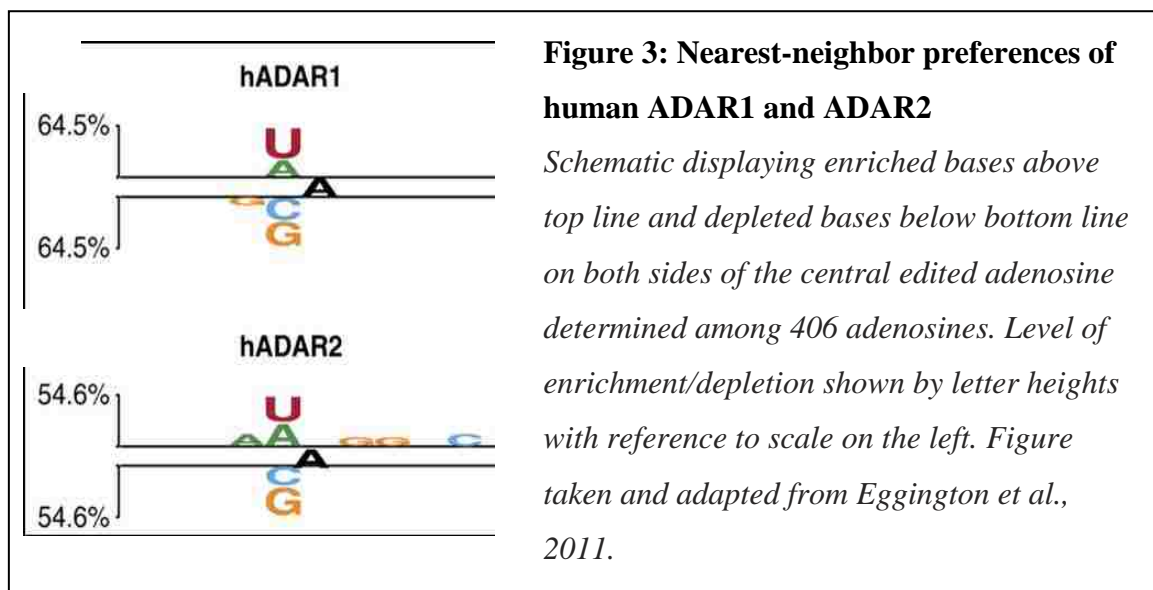 hADAR1
64.5%
U
A
A
G C
G
64.5%
hADAR2
54.6%
U
A A G G C
A
C
G
54.6%
Figure 3: Nearest-neighbor preferences of
human ADAR1 and ADAR2
Schematic displaying enriched bases above
top line and depleted bases below bottom line
on both sides of the central edited adenosine
determined among 406 adenosines. Level of
enrichment/depletion shown by letter heights
with reference to scale on the left. Figure
taken and adapted from Eggington et al.,
2011.